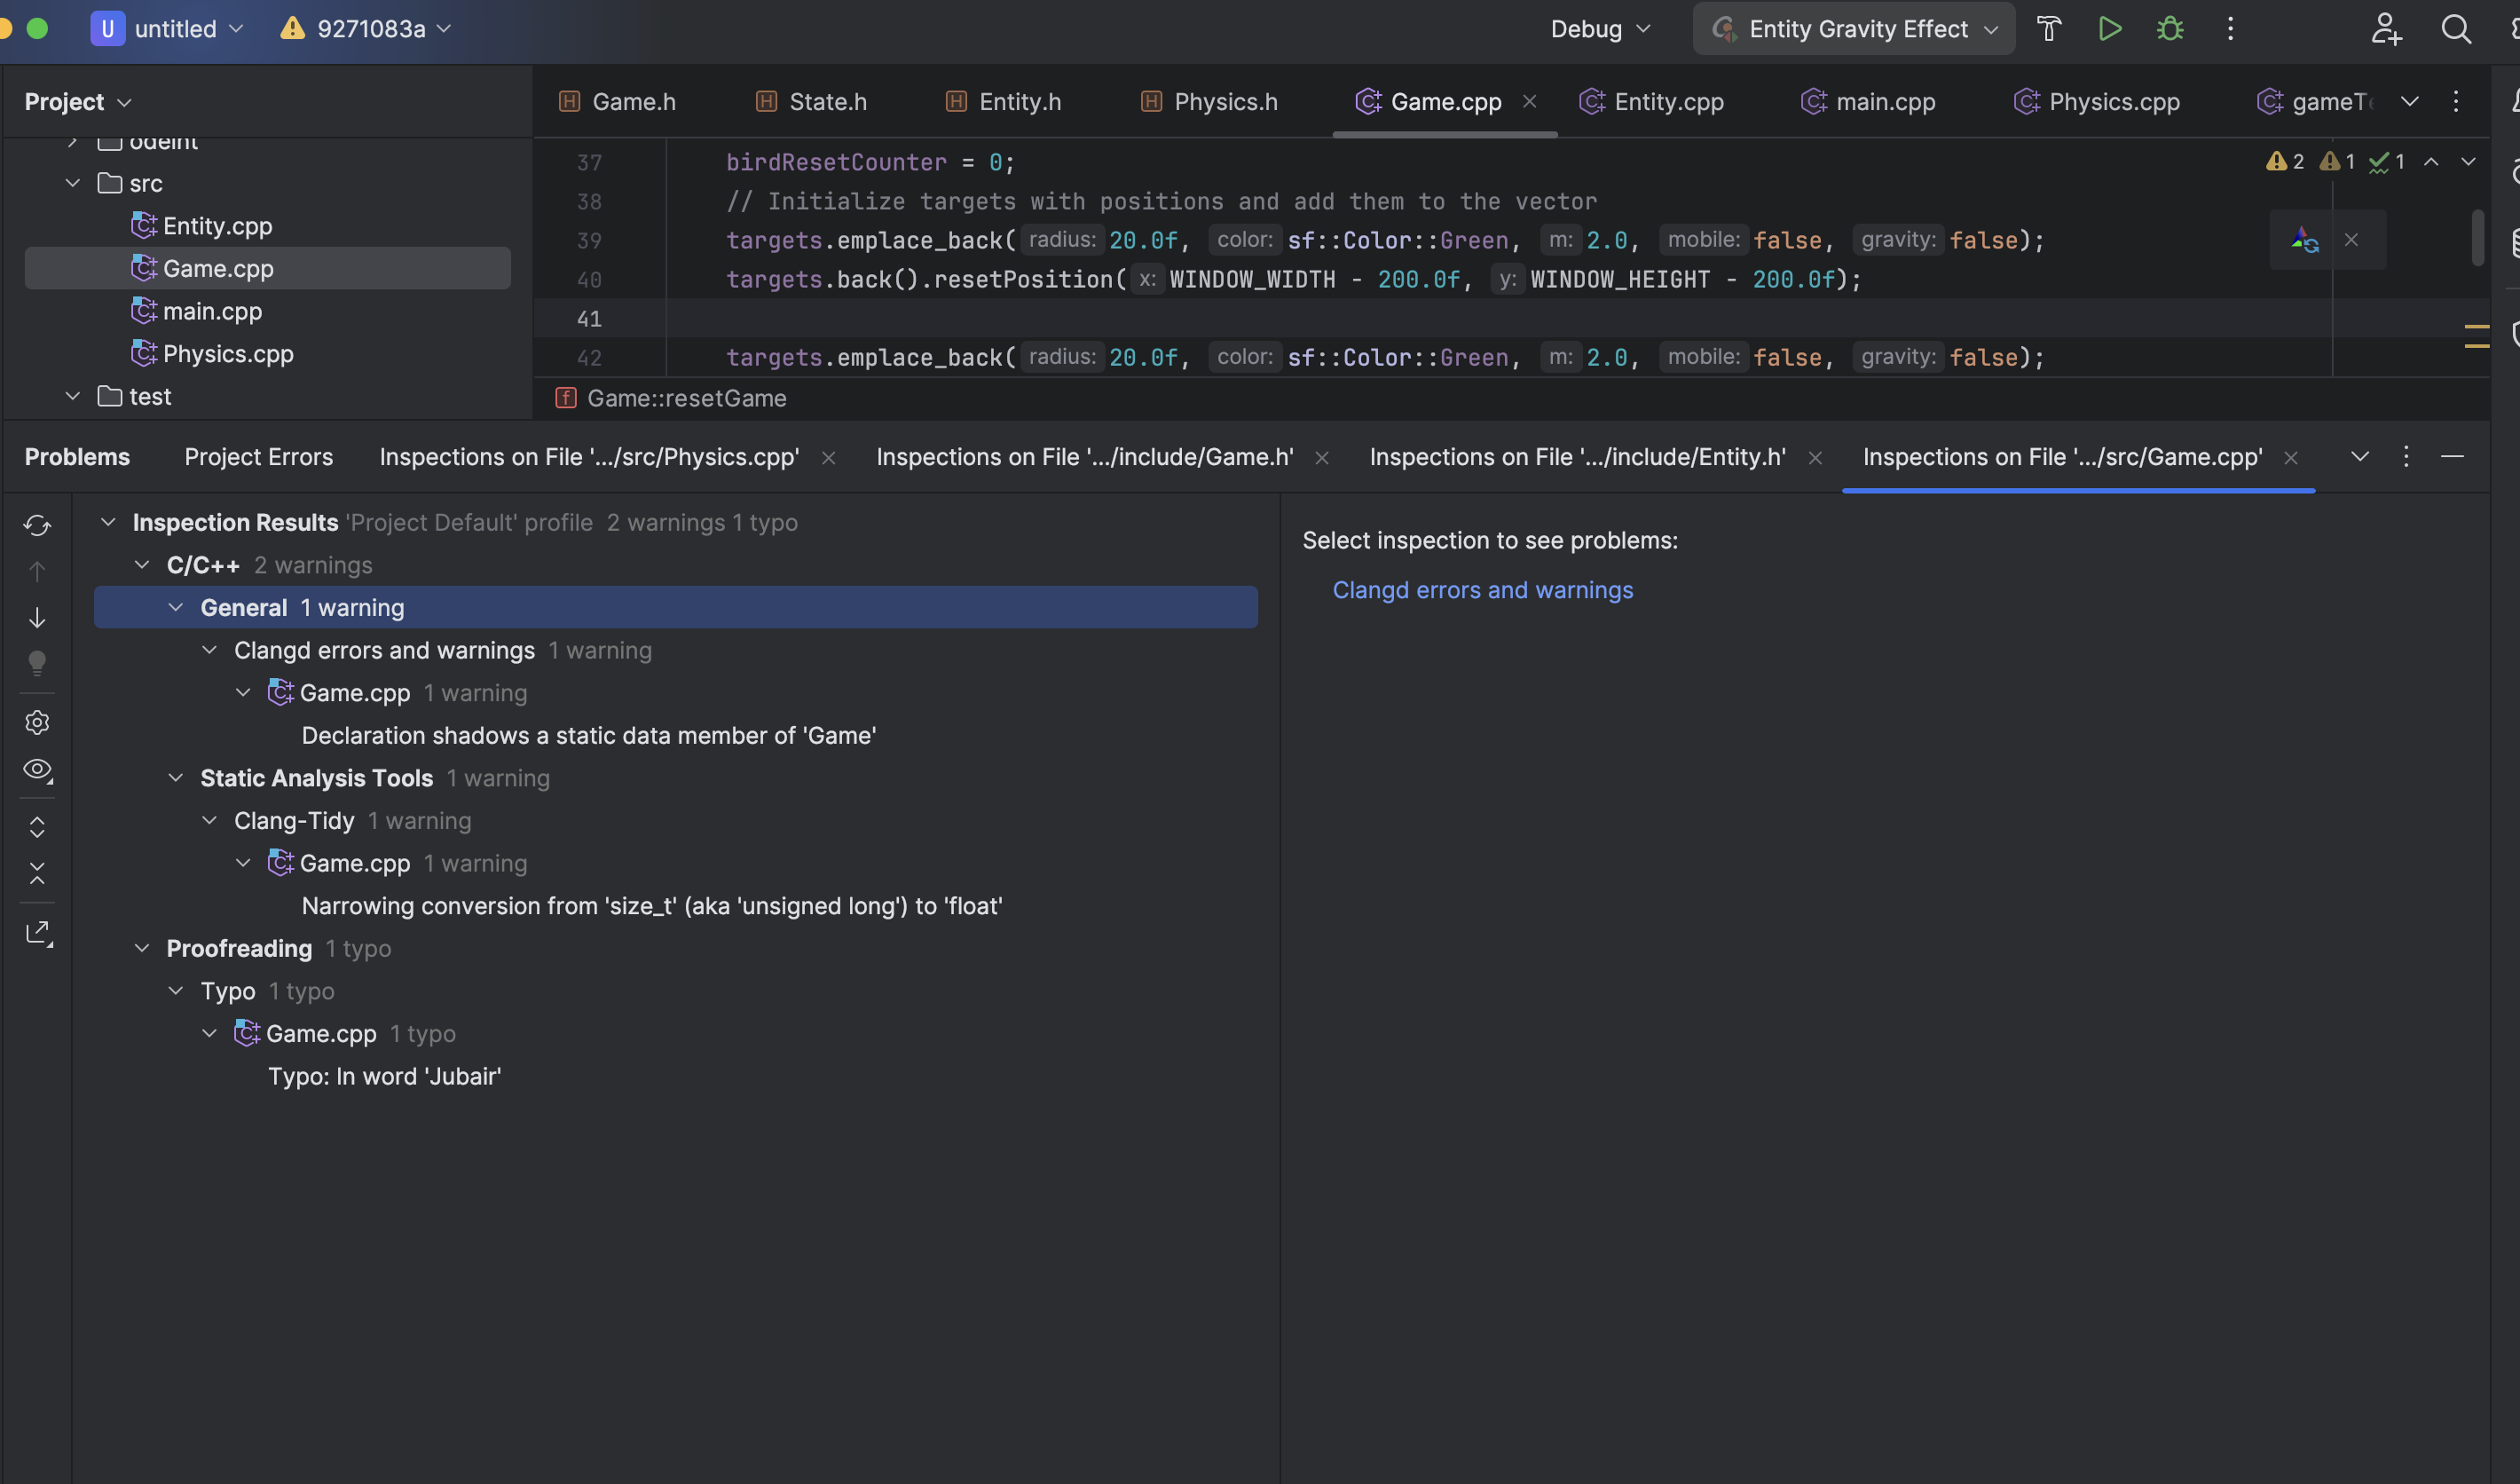 U untitled 9271083a Debug Entity Gravity Effect
Project
Game.h State.h Entity.h Physics.h Game.cpp Entity.cpp main.cpp Physics.cpp
odeint
src
Entity.cpp
Game.cpp
main.cpp
Physics.cpp
test
37 birdResetCounter = 0;
38 // Initialize targets with positions and add them to the vector
39 targets.emplace_back( radius: 20.0f, color: sf::Color::Green, m: 2.0, mobile: false, gravity: false);
40 targets.back().resetPosition( x: WINDOW_WIDTH - 200.0f, y: WINDOW_HEIGHT - 200.0f);
41
42 targets.emplace_back( radius: 20.0f, color: sf::Color::Green, m: 2.0, mobile: false, gravity: false);
2 1 1
f Game::resetGame
Problems Project Errors Inspections on File '.../src/Physics.cpp' Inspections on File '.../include/Game.h' Inspections on File '.../include/Entity.h' Inspections on File '.../src/Game.cpp'
Inspection Results 'Project Default' profile 2 warnings 1 typo
C/C++ 2 warnings
General 1 warning
Clangd errors and warnings 1 warning
Game.cpp 1 warning
Declaration shadows a static data member of 'Game'
Static Analysis Tools 1 warning
Clang-Tidy 1 warning
Game.cpp 1 warning
Narrowing conversion from 'size_t' (aka 'unsigned long') to 'float'
Proofreading 1 typo
Typo 1 typo
Game.cpp 1 typo
Typo: In word 'Jubair'
Select inspection to see problems:
Clangd errors and warnings